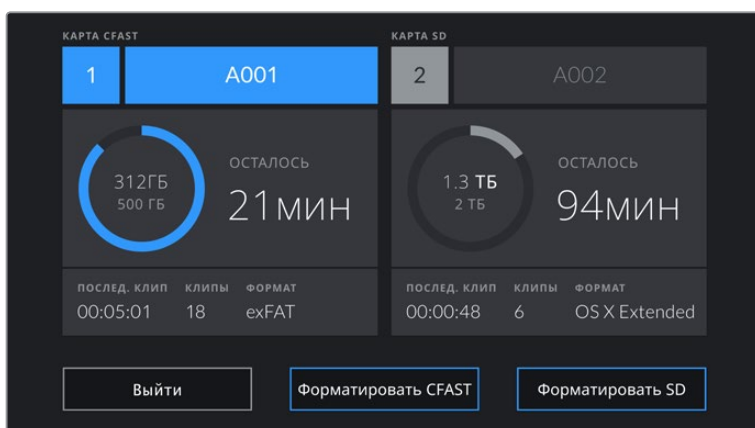 КАРТА CFAST
1 A001
312ГБ
500 ГБ
ОСТАЛОСЬ
21мин
ПОСЛЕД. КЛИП КЛИПЫ ФОРМАТ
00:05:01 18 exFAT
КАРТА SD
2 A002
1.3 ТБ
2 ТБ
ОСТАЛОСЬ
94мин
ПОСЛЕД. КЛИП КЛИПЫ ФОРМАТ
00:00:48 6 OS X Extended
Выйти Форматировать CFAST Форматировать SD